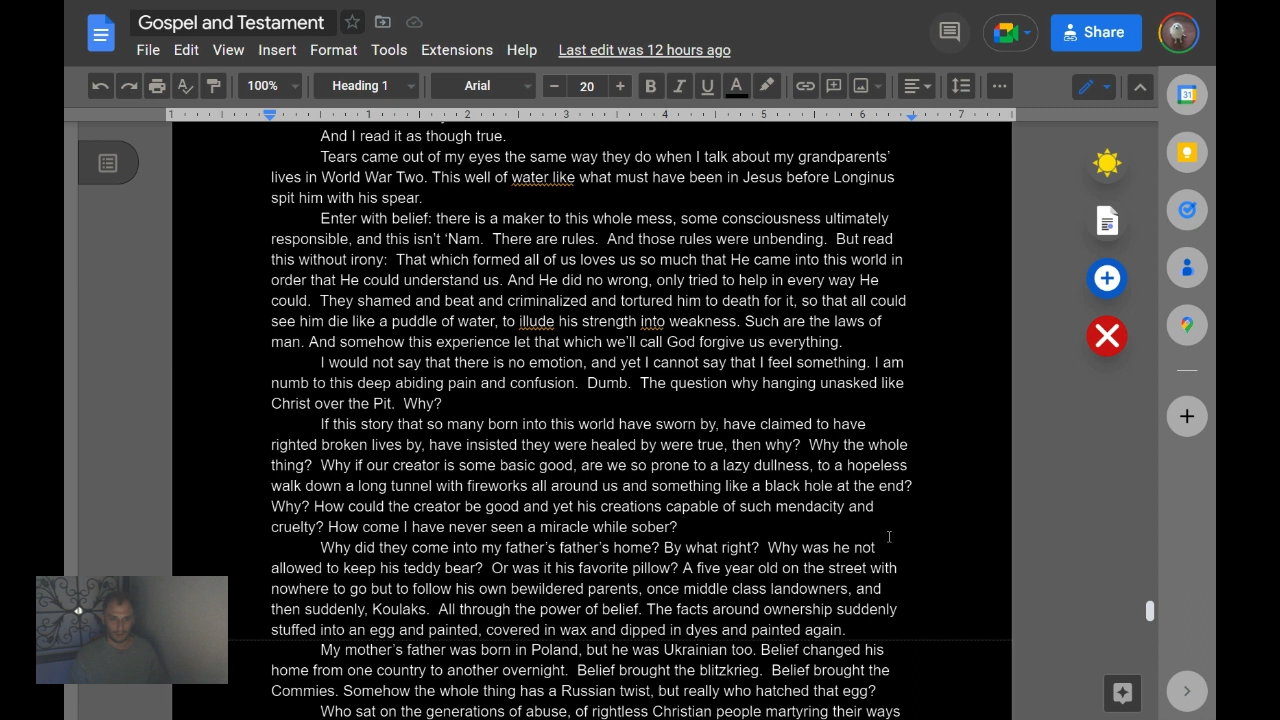 Gospel and Testament
File Edit View Insert Format Tools Extensions Help Last edit was 12 hours ago
Share
100% Heading 1 Arial 20 B I U A
1 1 2 3 4 5 6 7
And I read it as though true.
Tears came out of my eyes the same way they do when I talk about my grandparents’
lives in World War Two. This well of water like what must have been in Jesus before Longinus
spit him with his spear.
Enter with belief: there is a maker to this whole mess, some consciousness ultimately
responsible, and this isn’t ‘Nam.  There are rules.  And those rules were unbending.  But read
this without irony:  That which formed all of us loves us so much that He came into this world in
order that He could understand us. And He did no wrong, only tried to help in every way He
could.  They shamed and beat and criminalized and tortured him to death for it, so that all could
see him die like a puddle of water, to illude his strength into weakness. Such are the laws of
man. And somehow this experience let that which we’ll call God forgive us everything.
I would not say that there is no emotion, and yet I cannot say that I feel something. I am
numb to this deep abiding pain and confusion.  Dumb.  The question why hanging unasked like
Christ over the Pit.  Why?
If this story that so many born into this world have sworn by, have claimed to have
righted broken lives by, have insisted they were healed by were true, then why?  Why the whole
thing?  Why if our creator is some basic good, are we so prone to a lazy dullness, to a hopeless
walk down a long tunnel with fireworks all around us and something like a black hole at the end?
Why? How could the creator be good and yet his creations capable of such mendacity and
cruelty? How come I have never seen a miracle while sober?
Why did they come into my father’s father’s home? By what right?  Why was he not
allowed to keep his teddy bear?  Or was it his favorite pillow? A five year old on the street with
nowhere to go but to follow his own bewildered parents, once middle class landowners, and
then suddenly, Koulaks.  All through the power of belief. The facts around ownership suddenly
stuffed into an egg and painted, covered in wax and dipped in dyes and painted again.
My mother’s father was born in Poland, but he was Ukrainian too. Belief changed his
home from one country to another overnight.  Belief brought the blitzkrieg.  Belief brought the
Commies. Somehow the whole thing has a Russian twist, but really who hatched that egg?
Who sat on the generations of abuse, of rightless Christian people martyring their ways
31